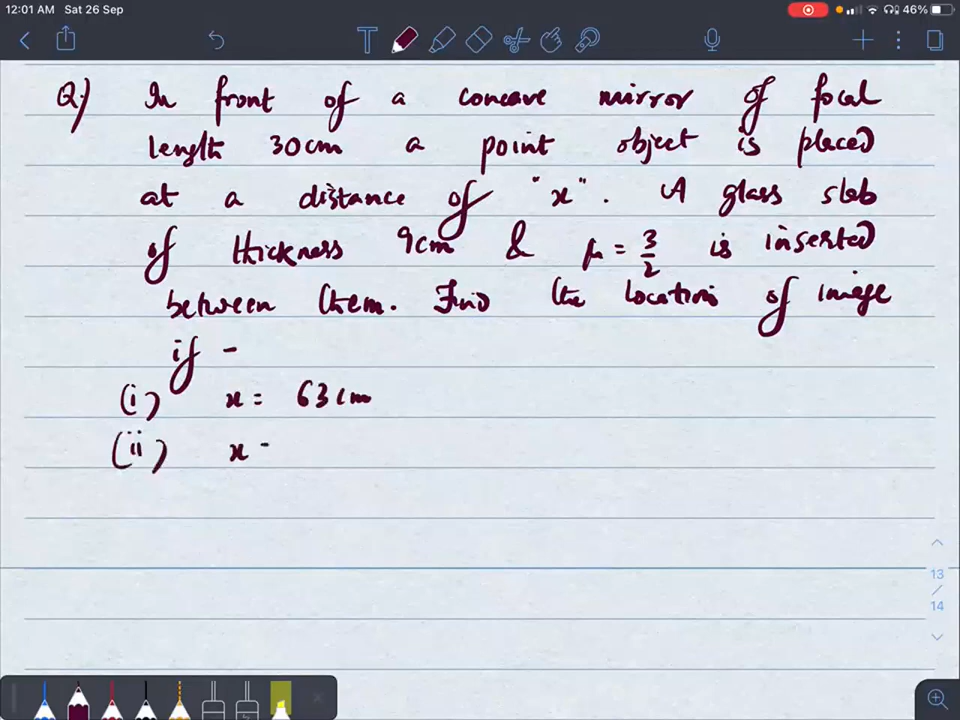 12:01 AM Sat 26 Sep 46%
T
Q.) In front of a concave mirror of focal
length 30cm a point object is placed
at a distance of "x". A glass slab
of thickness 9cm & μ = 3/2 is inserted
between them. Find the location of image
if -
(i) x = 63cm
(ii) x -
13
/
14